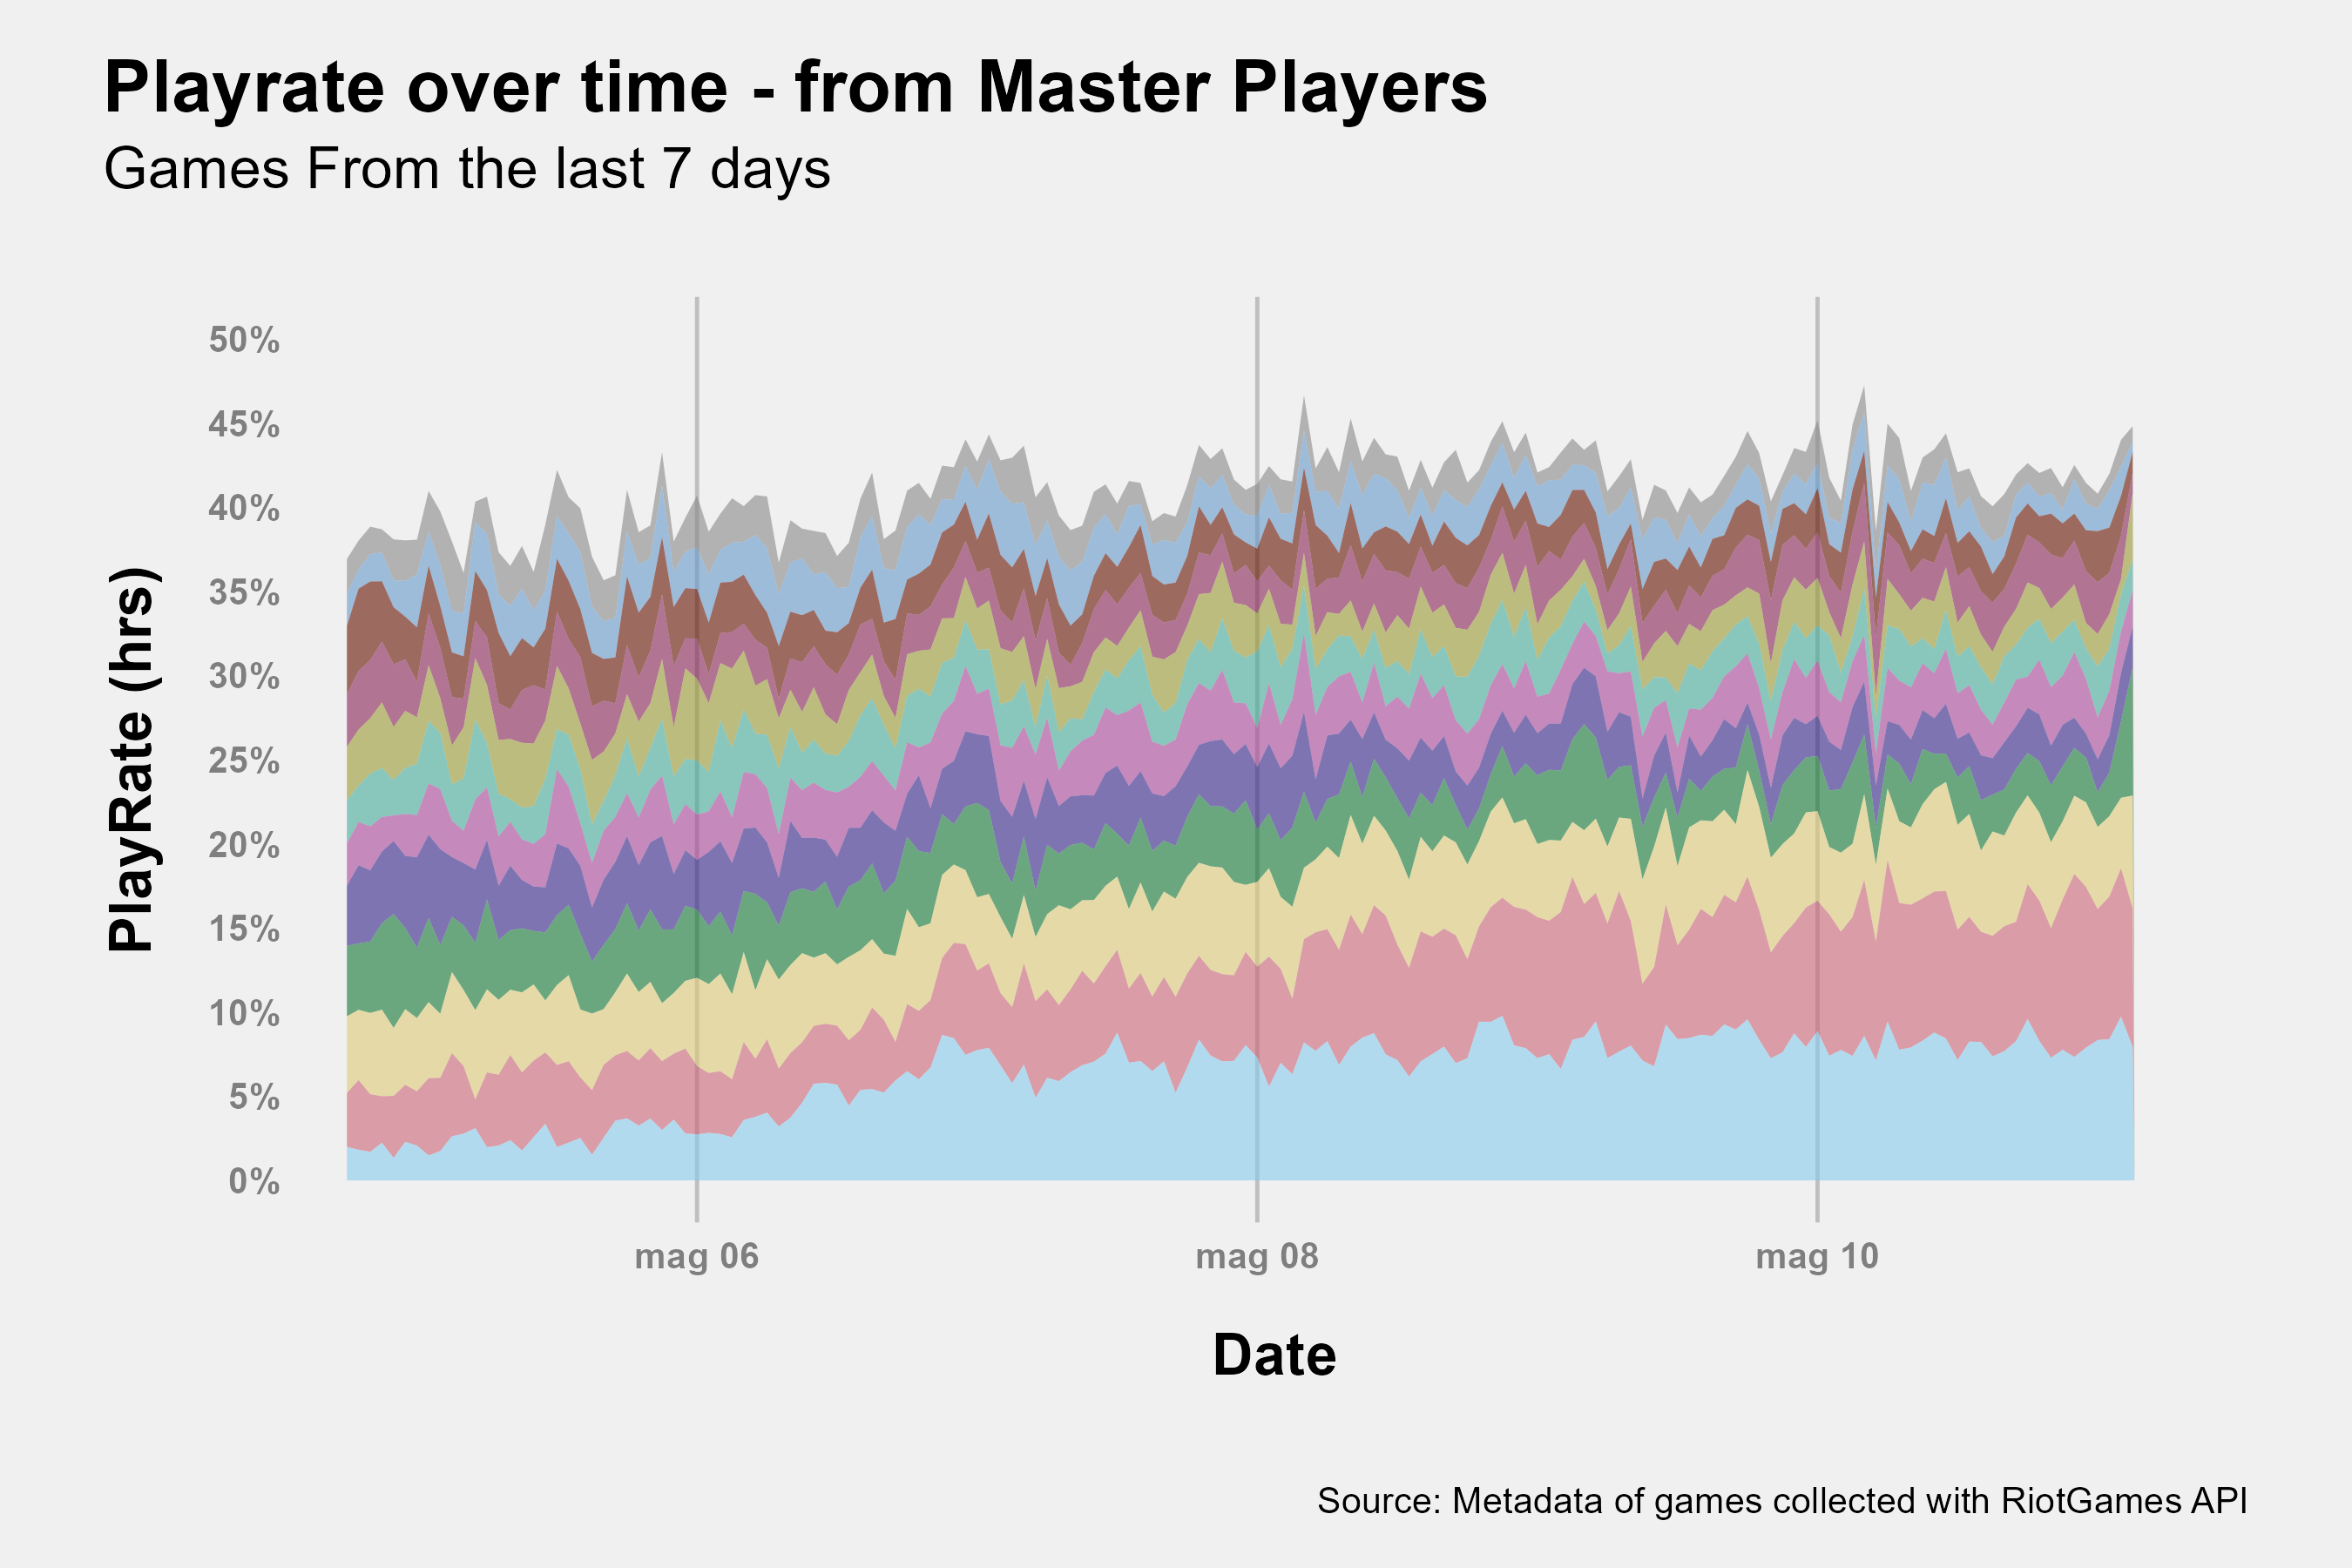 Playrate over time - from Master Players
Games From the last 7 days
PlayRate (hrs)
50%
45%
40%
35%
30%
25%
20%
15%
10%
5%
0%
mag 06
mag 08
mag 10
Date
Source: Metadata of games collected with RiotGames API